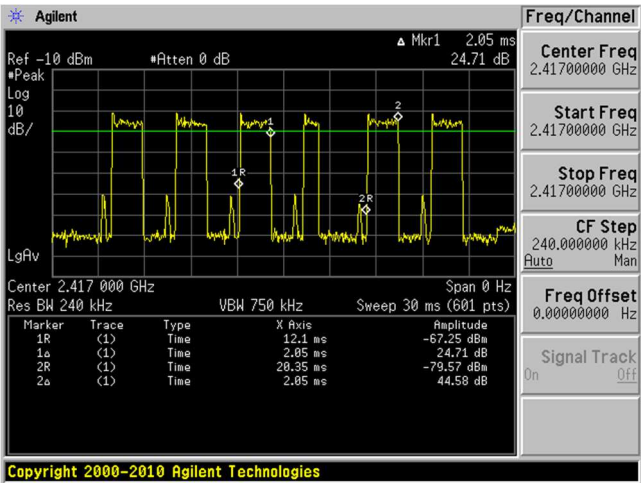 Agilent
Freq/Channel
Δ Mkr1 2.05 ms
Ref -10 dBm #Atten 0 dB 24.71 dB
#Peak
Log
10
dB/
1
2
1R
2R
LgAv
Center 2.417 000 GHz Span 0 Hz
Res BW 240 kHz VBW 750 kHz Sweep 30 ms (601 pts)
Marker Trace Type X Axis Amplitude
1R (1) Time 12.1 ms -67.25 dBm
1Δ (1) Time 2.05 ms 24.71 dB
2R (1) Time 20.35 ms -79.57 dBm
2Δ (1) Time 2.05 ms 44.58 dB
Center Freq
2.41700000 GHz
Start Freq
2.41700000 GHz
Stop Freq
2.41700000 GHz
CF Step
240.000000 kHz
Auto Man
Freq Offset
0.00000000 Hz
Signal Track
On Off
Copyright 2000-2010 Agilent Technologies